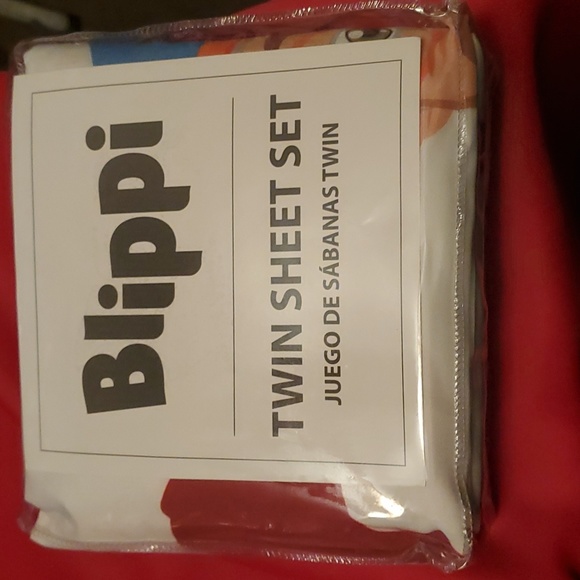 Blippi
TWIN SHEET SET
JUEGO DE SÁBANAS TWIN